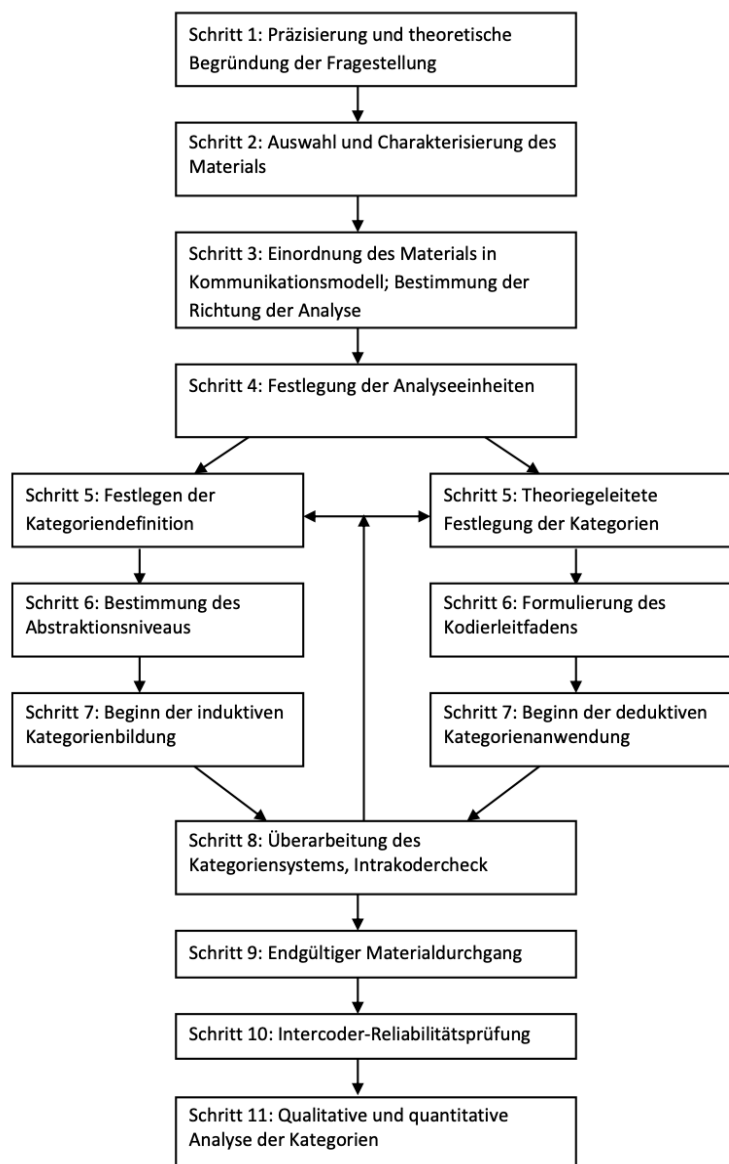 Schritt 1: Präzisierung und theoretische
Begründung der Fragestellung
Schritt 2: Auswahl und Charakterisierung des
Materials
Schritt 3: Einordnung des Materials in
Kommunikationsmodell; Bestimmung der
Richtung der Analyse
Schritt 4: Festlegung der Analyseeinheiten
Schritt 5: Festlegen der
Kategoriendefinition
Schritt 5: Theoriegeleitete
Festlegung der Kategorien
Schritt 6: Bestimmung des
Abstraktionsniveaus
Schritt 6: Formulierung des
Kodierleitfadens
Schritt 7: Beginn der induktiven
Kategorienbildung
Schritt 7: Beginn der deduktiven
Kategorienanwendung
Schritt 8: Überarbeitung des
Kategoriensystems, Intrakodercheck
Schritt 9: Endgültiger Materialdurchgang
Schritt 10: Intercoder-Reliabilitätsprüfung
Schritt 11: Qualitative und quantitative
Analyse der Kategorien